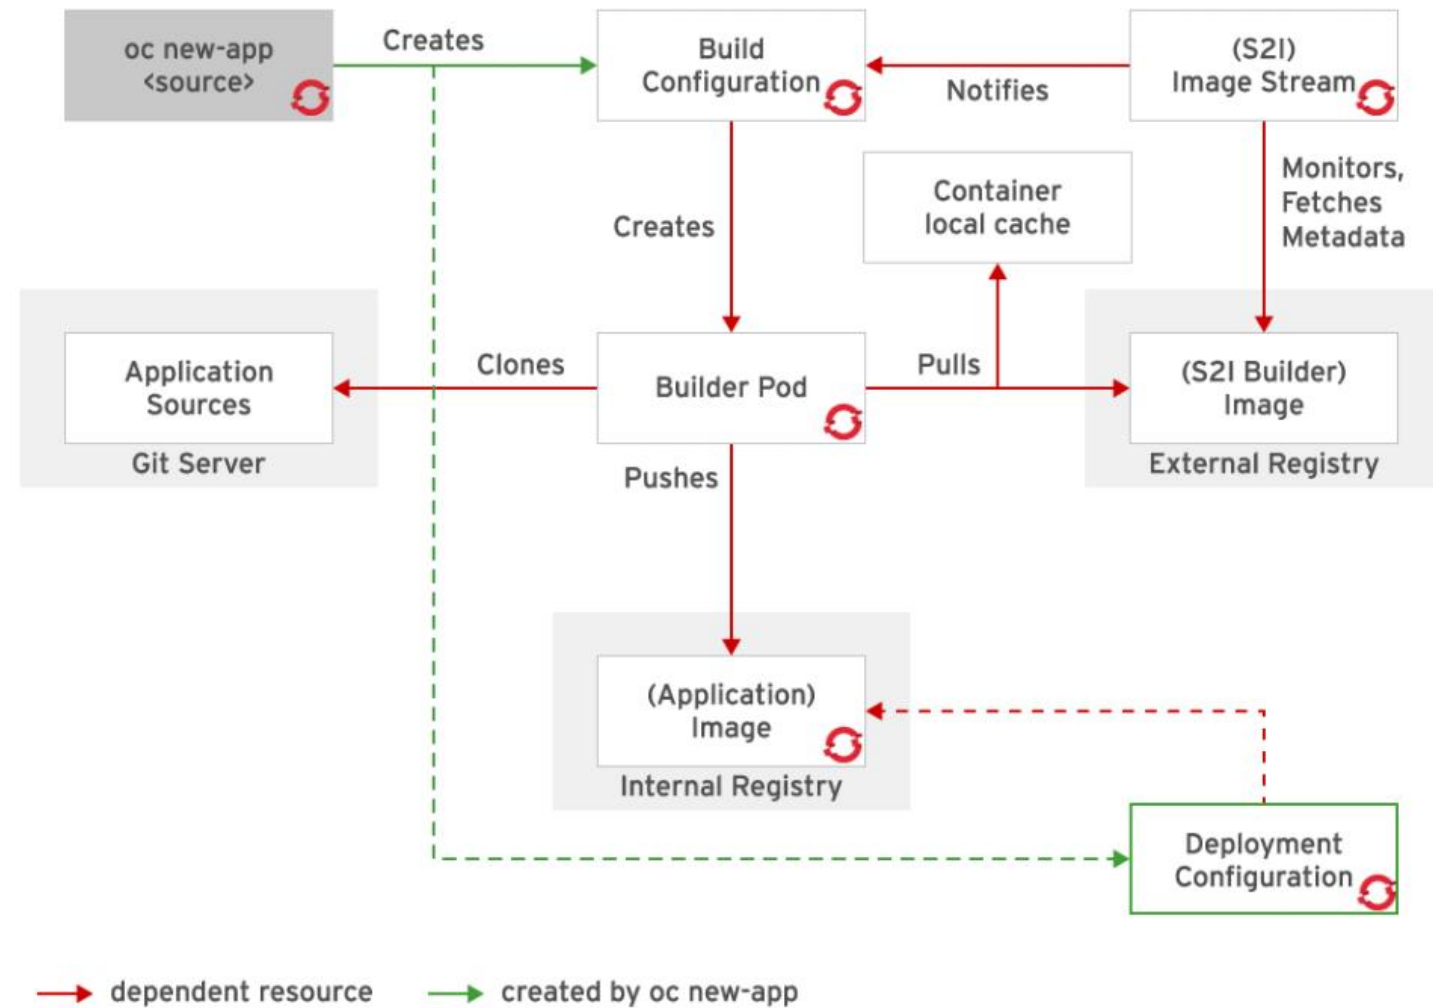 oc new-app
<source>
Creates
Build
Configuration
Notifies
(S2I)
Image Stream
Container
local cache
Monitors,
Fetches
Metadata
Creates
Application
Sources
Git Server
Clones
Builder Pod
Pulls
(S2I Builder)
Image
External Registry
Pushes
(Application)
Image
Internal Registry
Deployment
Configuration
dependent resource
created by oc new-app